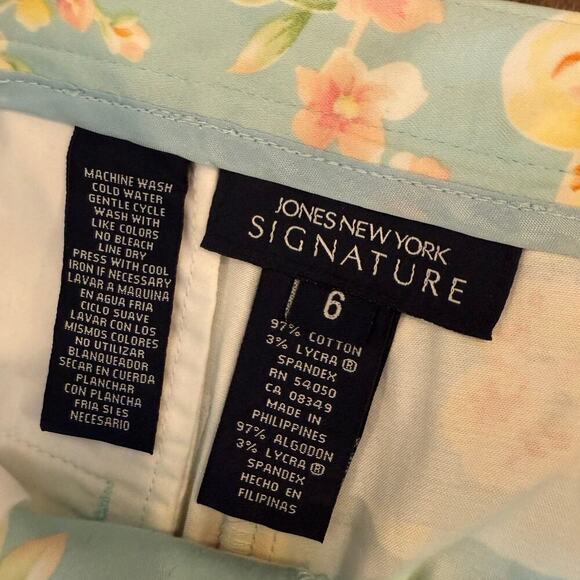 MACHINE WASH
COLD WATER
GENTLE CYCLE
WASH WITH
LIKE COLORS
NO BLEACH
LINE DRY
PRESS WITH COOL
IRON IF NECESSARY
LAVAR A MAQUINA
EN AGUA FRIA
CICLO SUAVE
LAVAR CON LOS
MISMOS COLORES
NO UTILIZAR
BLANQUEADOR
SECAR EN CUERDA
PLANCHAR
CON PLANCHA
FRIA SI ES
NECESARIO
JONES NEW YORK
SIGNATURE
6
97% COTTON
3% LYCRA ®
SPANDEX
RN 54050
CA 08349
MADE IN
PHILIPPINES
97% ALGODON
3% LYCRA ®
SPANDEX
HECHO EN
FILIPINAS